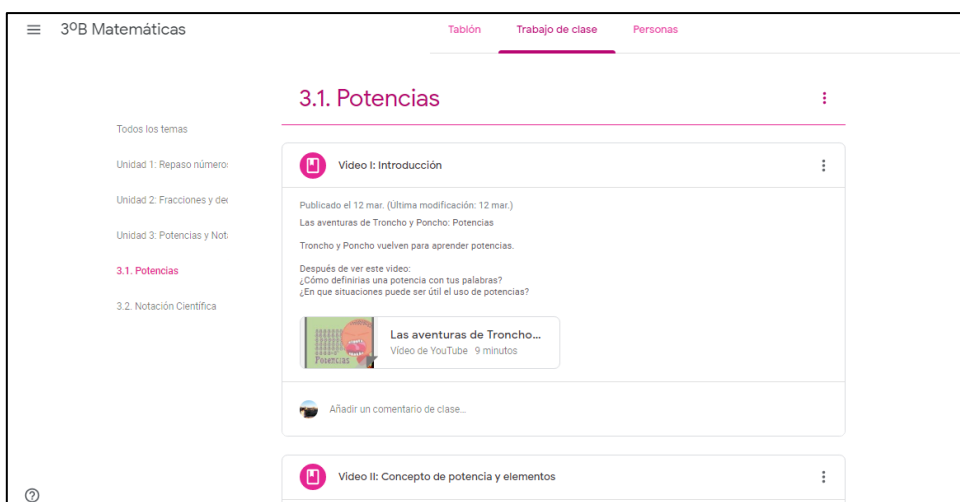 3ºB Matemáticas
Tablón
Trabajo de clase
Personas
3.1. Potencias
Todos los temas
Unidad 1: Repaso número
Unidad 2: Fracciones y dec
Unidad 3: Potencias y Not
3.1. Potencias
3.2. Notación Científica
Video I: Introducción
Publicado el 12 mar. (Última modificación: 12 mar.)
Las aventuras de Troncho y Poncho: Potencias
Troncho y Poncho vuelven para aprender potencias.
Después de ver este video:
¿Cómo definirias una potencia con tus palabras?
¿En que situaciones puede ser útil el uso de potencias?
Potencias
Las aventuras de Troncho...
Vídeo de YouTube 9 minutos
Añadir un comentario de clase...
Video II: Concepto de potencia y elementos